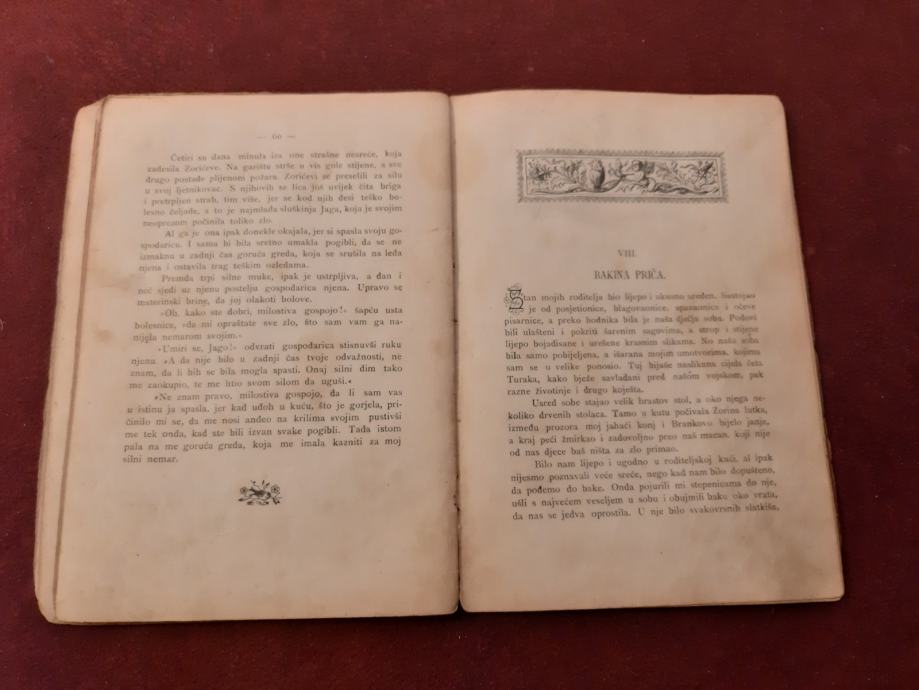 — 60 —
Četiri su dana minula iza one strašne nesreće, koja
zadesila Zorićeve. Na garištu strše u vis gole stijene, a sve
drugo postade plijenom požara. Zorićevi se preselili za silu
u svoj ljetnikovac. S njihovih se lica još uvijek čita briga
i pretrpljen strah, tim više, jer se kod njih desi teško bo-
lesno čeljade, a to je najmlađa sluškinja Jaga, koja je svojim
neoprezom počinila toliko zlo.
Al ga je ona ipak donekle okajala, jer si spasla svoju go-
spodaricu. I sama bi bila sretno umakla pogibli, da se ne
izmaknu u zadnji čas goruća greda, koja se srušila na leđa
njena i ostavila trag teškim ozledama.
Premda trpi silne muke, ipak je ustrpljiva, a dan i
noć sjedi uz njenu postelju gospodarica njena. Upravo se
materinski brine, da joj olakoti bolove.
»Oh, kako ste dobri, milostiva gospojo!« šapću usta
bolesnice, »da mi opraštate sve zlo, što sam vam ga na-
nijela nemarom svojim.«
»Umiri se, Jago!« odvrati gospodarica stisnuvši ruku
njenu. »A da nije bilo u zadnji čas tvoje odvažnosti, ne
znam, da li bih se bila mogla spasti. Onaj silni dim tako
me zaokupio, te me htio svom silom da uguši.«
»Ne znam pravo, milostiva gospojo, da li sam vas
u istinu ja spasla, jer kad uđoh u kuću, što je gorjela, pri-
činilo mi se, da me nosi anđeo na krilima svojim pustivši
me tek onda, kad ste bili izvan svake pogibli. Tada istom
pala na me goruća greda, koja me imala kazniti za moj
silni nemar.
VIII.
BAKINA PRIČA.
Stan mojih roditelja bio lijepo i ukusno uređen. Sastojao
je od posjetionice, blagovaonice, spavaonice i očeve
pisarnice, a preko hodnika bila je naša dječja soba. Podovi
bili ulašteni i pokriti šarenim sagovima, a strop i stijene
lijepo bojadisane i urešene krasnim slikama. No naša soba
bila samo pobijeljena, a išarana mojim umotvorima, kojima
sam se u velike ponosio. Tuj bijaše naslikana cijela četa
Turaka, kako bježe savladani pred našom vojskom, pak
razne životinje i drugo koješta.
Usred sobe stajao velik hrastov stol, a oko njega ne-
koliko drvenih stolaca. Tamo u kutu počivala Zorina lutka,
između prozora moj jahaći konj i Brankovo bijelo janje,
a kraj peći žmirkao i zadovoljno preo naš macan, koji nije
od nas djece baš ništa za zlo primao.
Bilo nam lijepo i ugodno u roditeljskoj kući, al ipak
nijesmo poznavali veće sreće, nego kad nam bilo dopušteno,
da pođemo do bake. Onda pojurili mi stepenicama do nje,
ušli s najvećem veseljem u sobu i obujmili baku oko vrata,
da nas se jedva oprostila. U nje bilo svakovrsnih slatkiša,